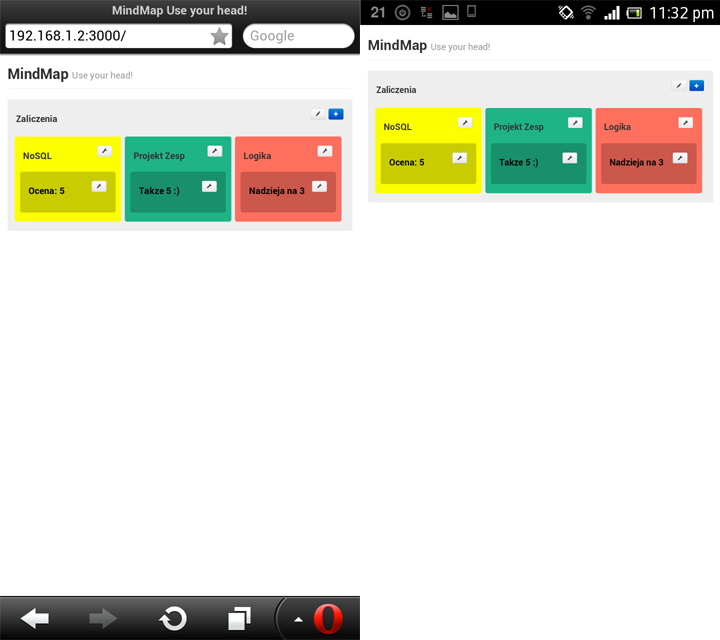 MindMap Use your head!
192.168.1.2:3000/
Google
MindMap Use your head!
Zaliczenia
NoSQL
Projekt Zesp
Logika
Ocena: 5
Takze 5 :)
Nadzieja na 3
21
11:32 pm
MindMap Use your head!
Zaliczenia
NoSQL
Projekt Zesp
Logika
Ocena: 5
Takze 5 :)
Nadzieja na 3